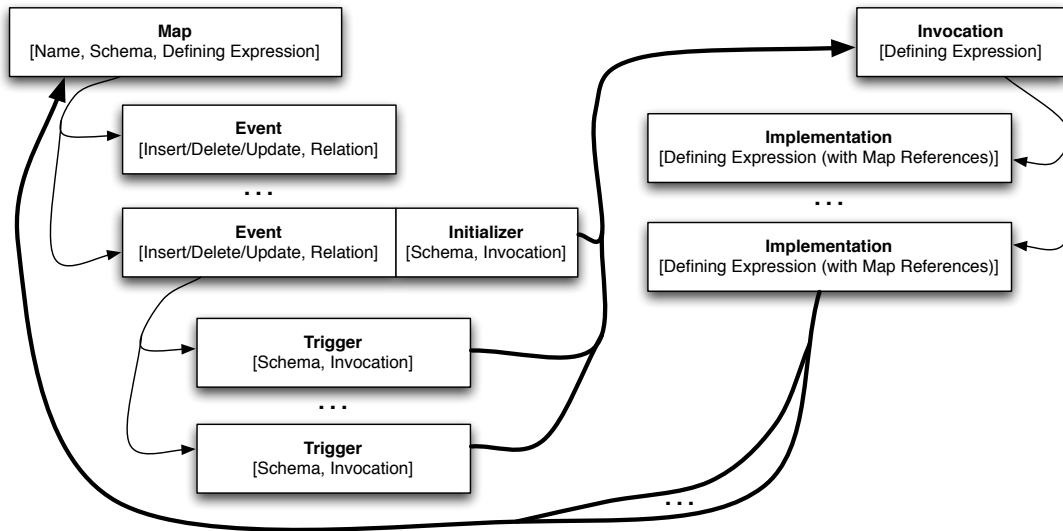 Map
[Name, Schema, Defining Expression]
Event
[Insert/Delete/Update, Relation]
...
Event
[Insert/Delete/Update, Relation]
Initializer
[Schema, Invocation]
Trigger
[Schema, Invocation]
...
Trigger
[Schema, Invocation]
Invocation
[Defining Expression]
Implementation
[Defining Expression (with Map References)]
...
Implementation
[Defining Expression (with Map References)]
...